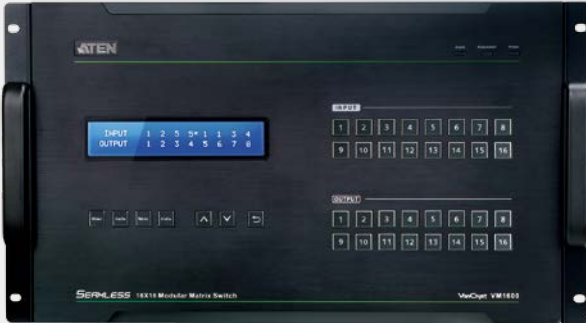 ATEN
INPUT 1 2 5 5* 1 1 3 4
OUTPUT 1 2 3 4 5 6 7 8
INPUT
1 2 3 4 5 6 7 8
9 10 11 12 13 14 15 16
OUTPUT
1 2 3 4 5 6 7 8
9 10 11 12 13 14 15 16
SEAMLESS 16X16 Modular Matrix Switch
VanCryst VM1600